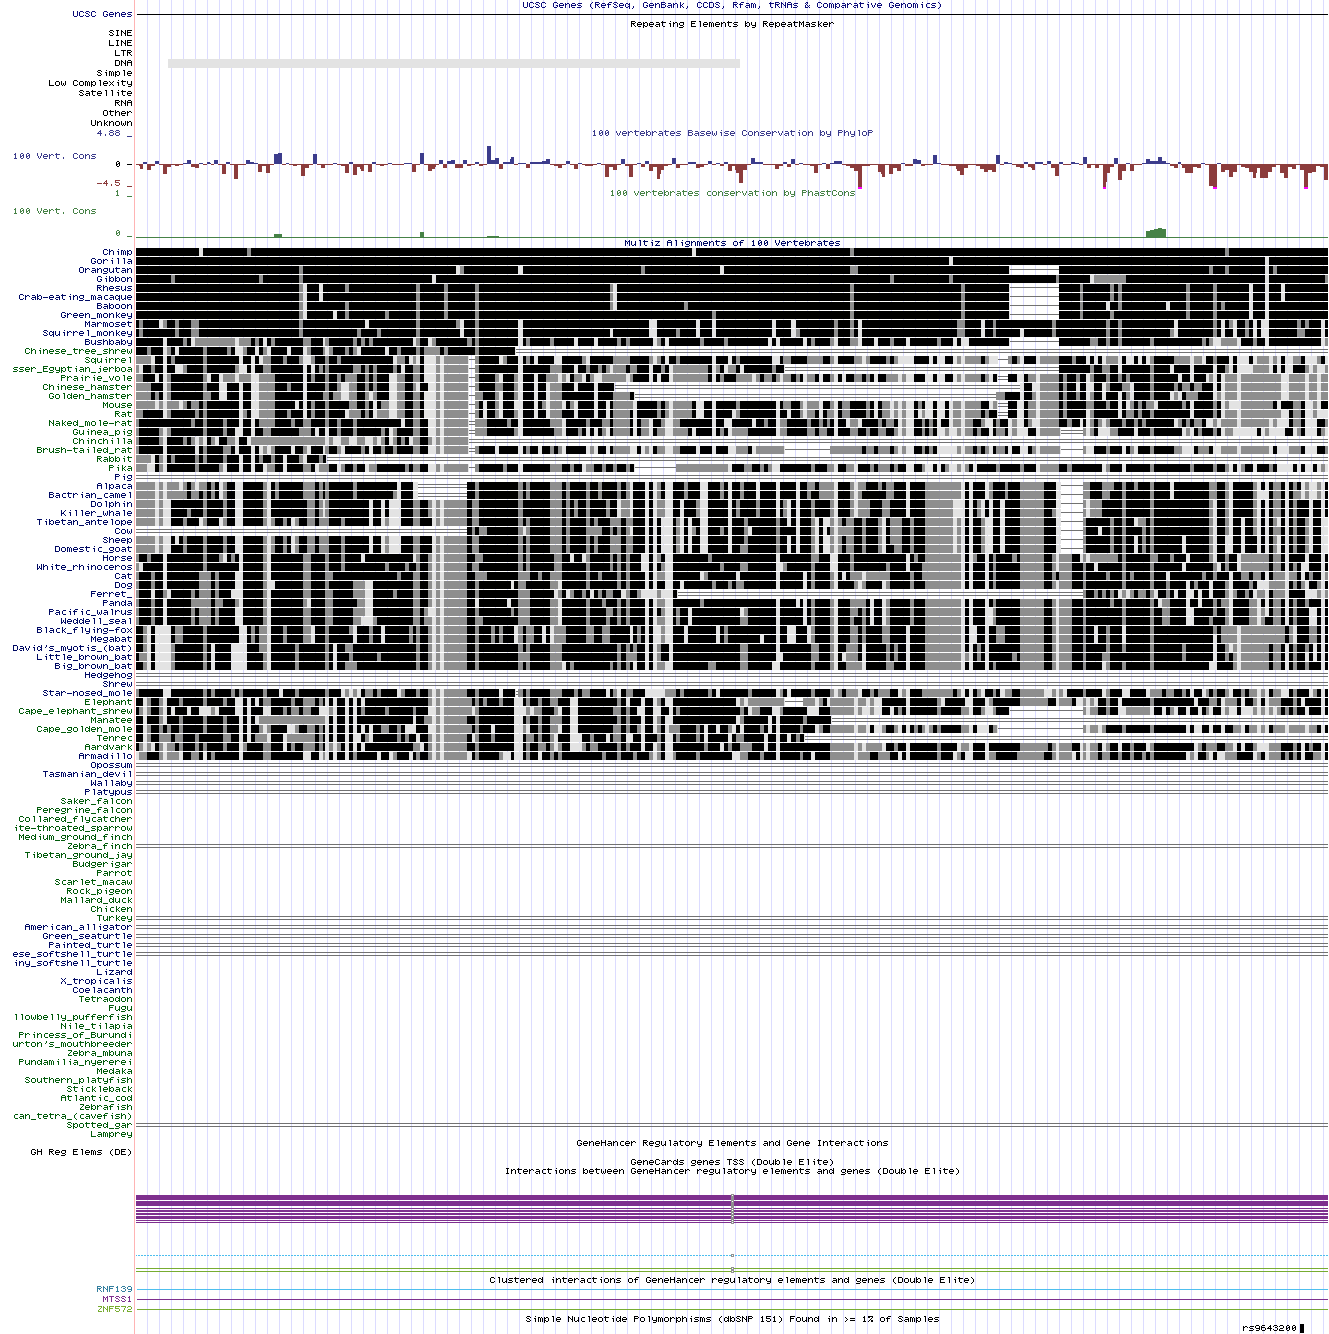 UCSC Genes (RefSeq, GenBank, CCDS, Rfam, tRNAs & Comparative Genomics)
UCSC Genes
Repeating Elements by RepeatMasker
SINE
LINE
LTR
DNA
Simple
Low Complexity
Satellite
RNA
Other
Unknown
4.88 _
100 vertebrates Basewise Conservation by PhyloP
100 Vert. Cons
0 _
-4.5 _
1 _
100 vertebrates conservation by PhastCons
100 Vert. Cons
0 _
Multiz Alignments of 100 Vertebrates
Chimp
Gorilla
Orangutan
Gibbon
Rhesus
Crab-eating_macaque
Baboon
Green_monkey
Marmoset
Squirrel_monkey
Bushbaby
Chinese_tree_shrew
Squirrel
sser_Egyptian_jerboa
Prairie_vole
Chinese_hamster
Golden_hamster
Mouse
Rat
Naked_mole-rat
Guinea_pig
Chinchilla
Brush-tailed_rat
Rabbit
Pika
Pig
Alpaca
Bactrian_camel
Dolphin
Killer_whale
Tibetan_antelope
Cow
Sheep
Domestic_goat
Horse
White_rhinoceros
Cat
Dog
Ferret_
Panda
Pacific_walrus
Weddell_seal
Black_flying-fox
Megabat
David's_myotis_(bat)
Little_brown_bat
Big_brown_bat
Hedgehog
Shrew
Star-nosed_mole
Elephant
Cape_elephant_shrew
Manatee
Cape_golden_mole
Tenrec
Aardvark
Armadillo
Opossum
Tasmanian_devil
Wallaby
Platypus
Saker_falcon
Peregrine_falcon
Collared_flycatcher
ite-throated_sparrow
Medium_ground_finch
Zebra_finch
Tibetan_ground_jay
Budgerigar
Parrot
Scarlet_macaw
Rock_pigeon
Mallard_duck
Chicken
Turkey
American_alligator
Green_seaturtle
Painted_turtle
ese_softshell_turtle
iny_softshell_turtle
Lizard
X_tropicalis
Coelacanth
Tetraodon
Fugu
llowbelly_pufferfish
Nile_tilapia
Princess_of_Burundi
urton's_mouthbreeder
Zebra_mbuna
Pundamilia_nyererei
Medaka
Southern_platyfish
Stickleback
Atlantic_cod
Zebrafish
can_tetra_(cavefish)
Spotted_gar
Lamprey
GeneHancer Regulatory Elements and Gene Interactions
GH Reg Elems (DE)
GeneCards genes TSS (Double Elite)
Interactions between GeneHancer regulatory elements and genes (Double Elite)
Clustered interactions of GeneHancer regulatory elements and genes (Double Elite)
RNF139
MTSS1
ZNF572
Simple Nucleotide Polymorphisms (dbSNP 151) Found in >= 1% of Samples
rs9643200